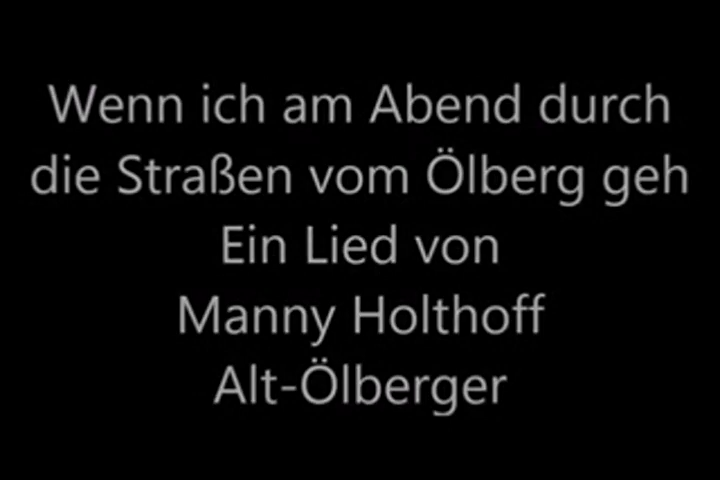 Wenn ich am Abend durch
die Straßen vom Ölberg geh
Ein Lied von
Manny Holthoff
Alt-Ölberger